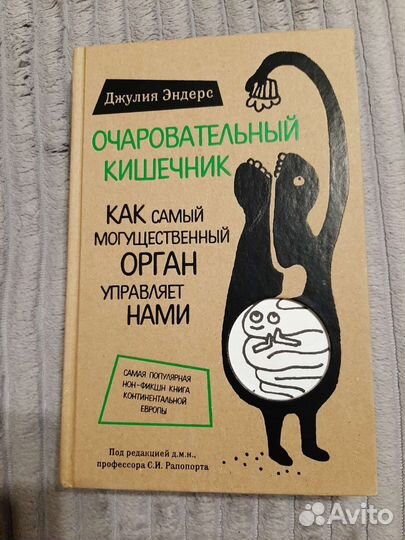 Джулия Эндерс
ОЧАРОВАТЕЛЬНЫЙ
КИШЕЧНИК
КАК САМЫЙ
МОГУЩЕСТВЕННЫЙ
ОРГАН
УПРАВЛЯЕТ
НАМИ
САМАЯ ПОПУЛЯРНАЯ
НОН-ФИКШН КНИГА
КОНТИНЕНТАЛЬНОЙ
ЕВРОПЫ
Под редакцией д.м.н.,
профессора С.И. Рапопорта
Avito